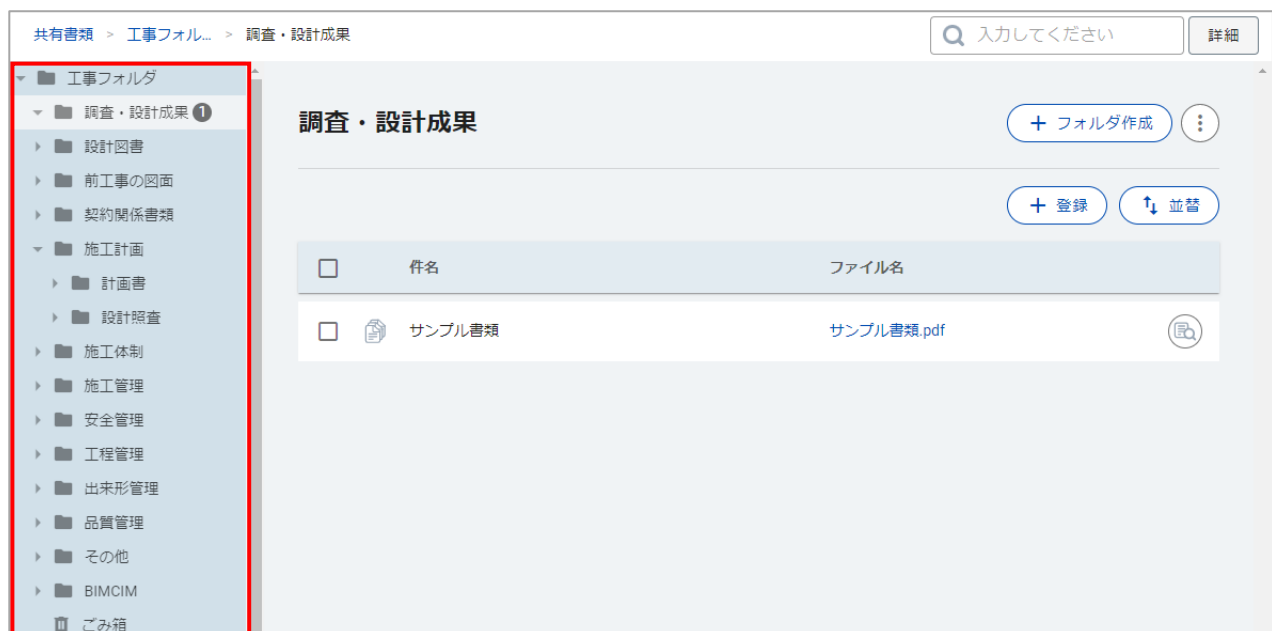 共有書類 > 工事フォル... > 調査・設計成果
入力してください
詳細
工事フォルダ
調査・設計成果 1
設計図書
前工事の図面
契約関係書類
施工計画
計画書
設計照査
施工体制
施工管理
安全管理
工程管理
出来形管理
品質管理
その他
BIMCIM
ごみ箱
調査・設計成果
+ フォルダ作成
+ 登録
並替
件名 ファイル名
サンプル書類 サンプル書類.pdf